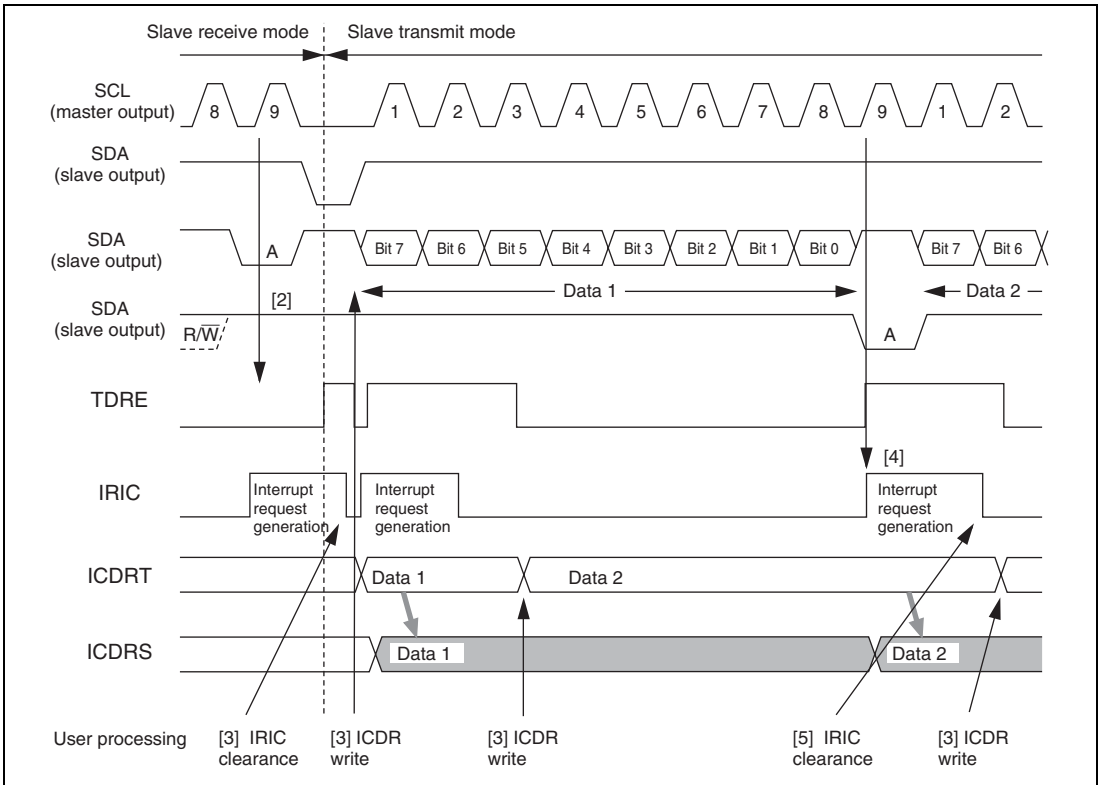 Slave receive mode Slave transmit mode
SCL
(master output)
8 9 1 2 3 4 5 6 7 8 9 1 2
SDA
(slave output)
SDA
(slave output)
A Bit 7 Bit 6 Bit 5 Bit 4 Bit 3 Bit 2 Bit 1 Bit 0 Bit 7 Bit 6
[2] Data 1 Data 2
SDA
(slave output)
R/W̅ A
TDRE
[4]
IRIC
Interrupt
request
generation
Interrupt
request
generation
Interrupt
request
generation
ICDRT Data 1 Data 2
ICDRS Data 1 Data 2
User processing
[3] IRIC
clearance
[3] ICDR
write
[3] ICDR
write
[5] IRIC
clearance
[3] ICDR
write